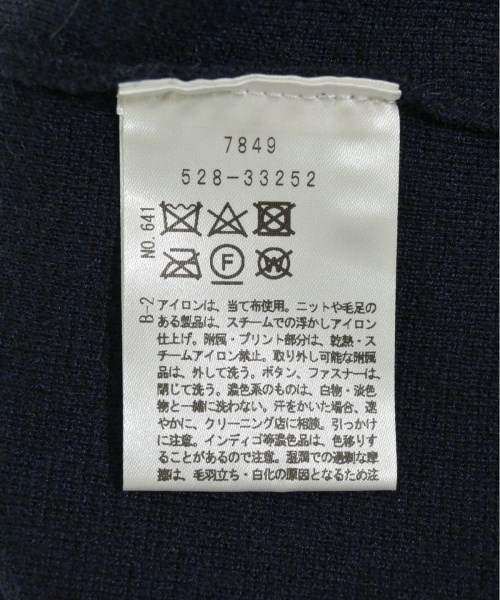 7849
528-33252
NO.641
F
W
B-2
アイロンは、当て布使用。ニットや毛足の
ある製品は、スチームでの浮かしアイロン
仕上げ。附属・プリント部分は、乾熱・ス
チームアイロン禁止。取り外し可能な附属
品は、外して洗う。ボタン、ファスナーは、
閉じて洗う。濃色系のものは、白物・淡色
物と一緒に洗わない。汗をかいた場合、速
やかに、クリーニング店に相談。引っかけ
に注意。インディゴ等濃色品は、色移りす
ることがあるので注意。湿潤での過剰な摩
擦は、毛羽立ち・白化の原因となるため注